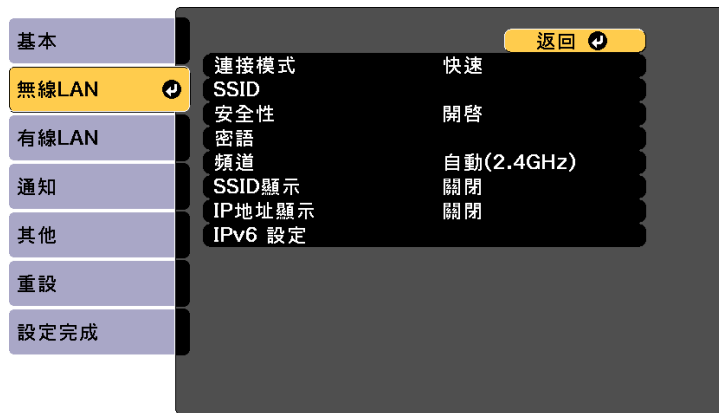 基本
無線LAN
有線LAN
通知
其他
重設
設定完成
返回
連接模式 快速
SSID
安全性 開啓
密語
頻道 自動(2.4GHz)
SSID顯示 關閉
IP地址顯示 關閉
IPv6 設定